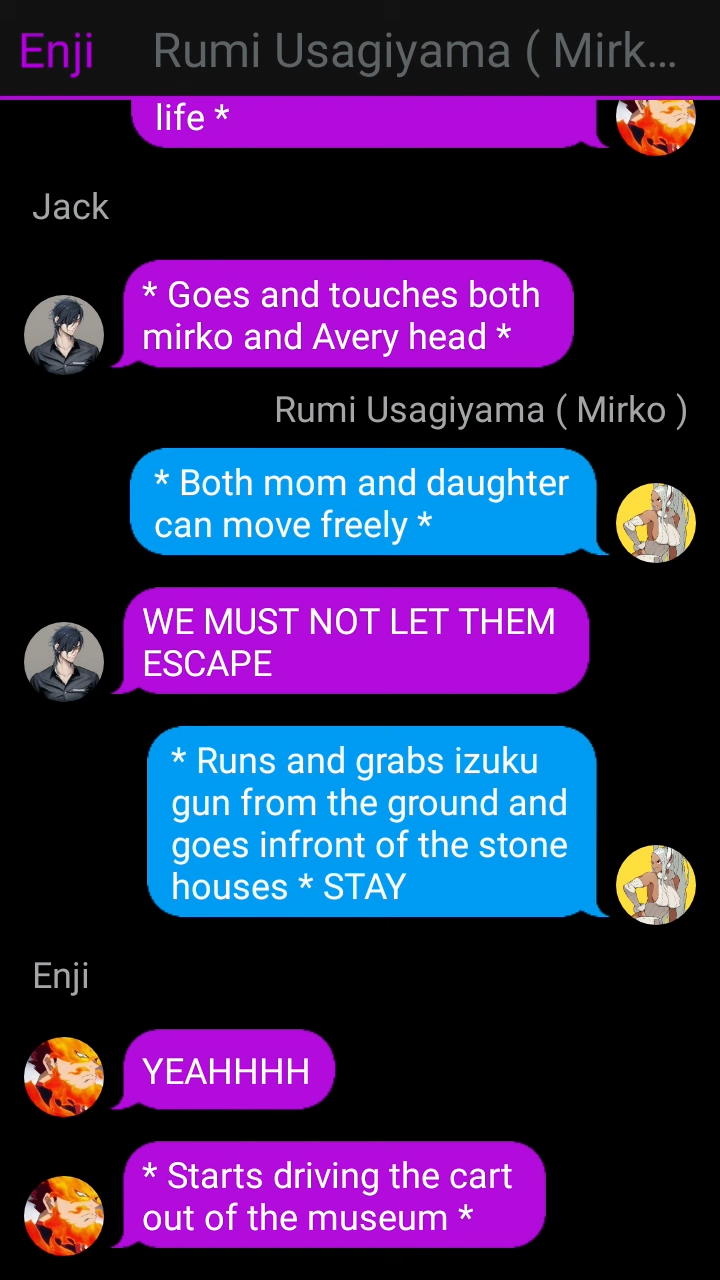 Enji Rumi Usagiyama ( Mirk...
life *
Jack
* Goes and touches both
mirko and Avery head *
Rumi Usagiyama ( Mirko )
* Both mom and daughter
can move freely *
WE MUST NOT LET THEM
ESCAPE
* Runs and grabs izuku
gun from the ground and
goes infront of the stone
houses * STAY
Enji
YEAHHHH
* Starts driving the cart
out of the museum *